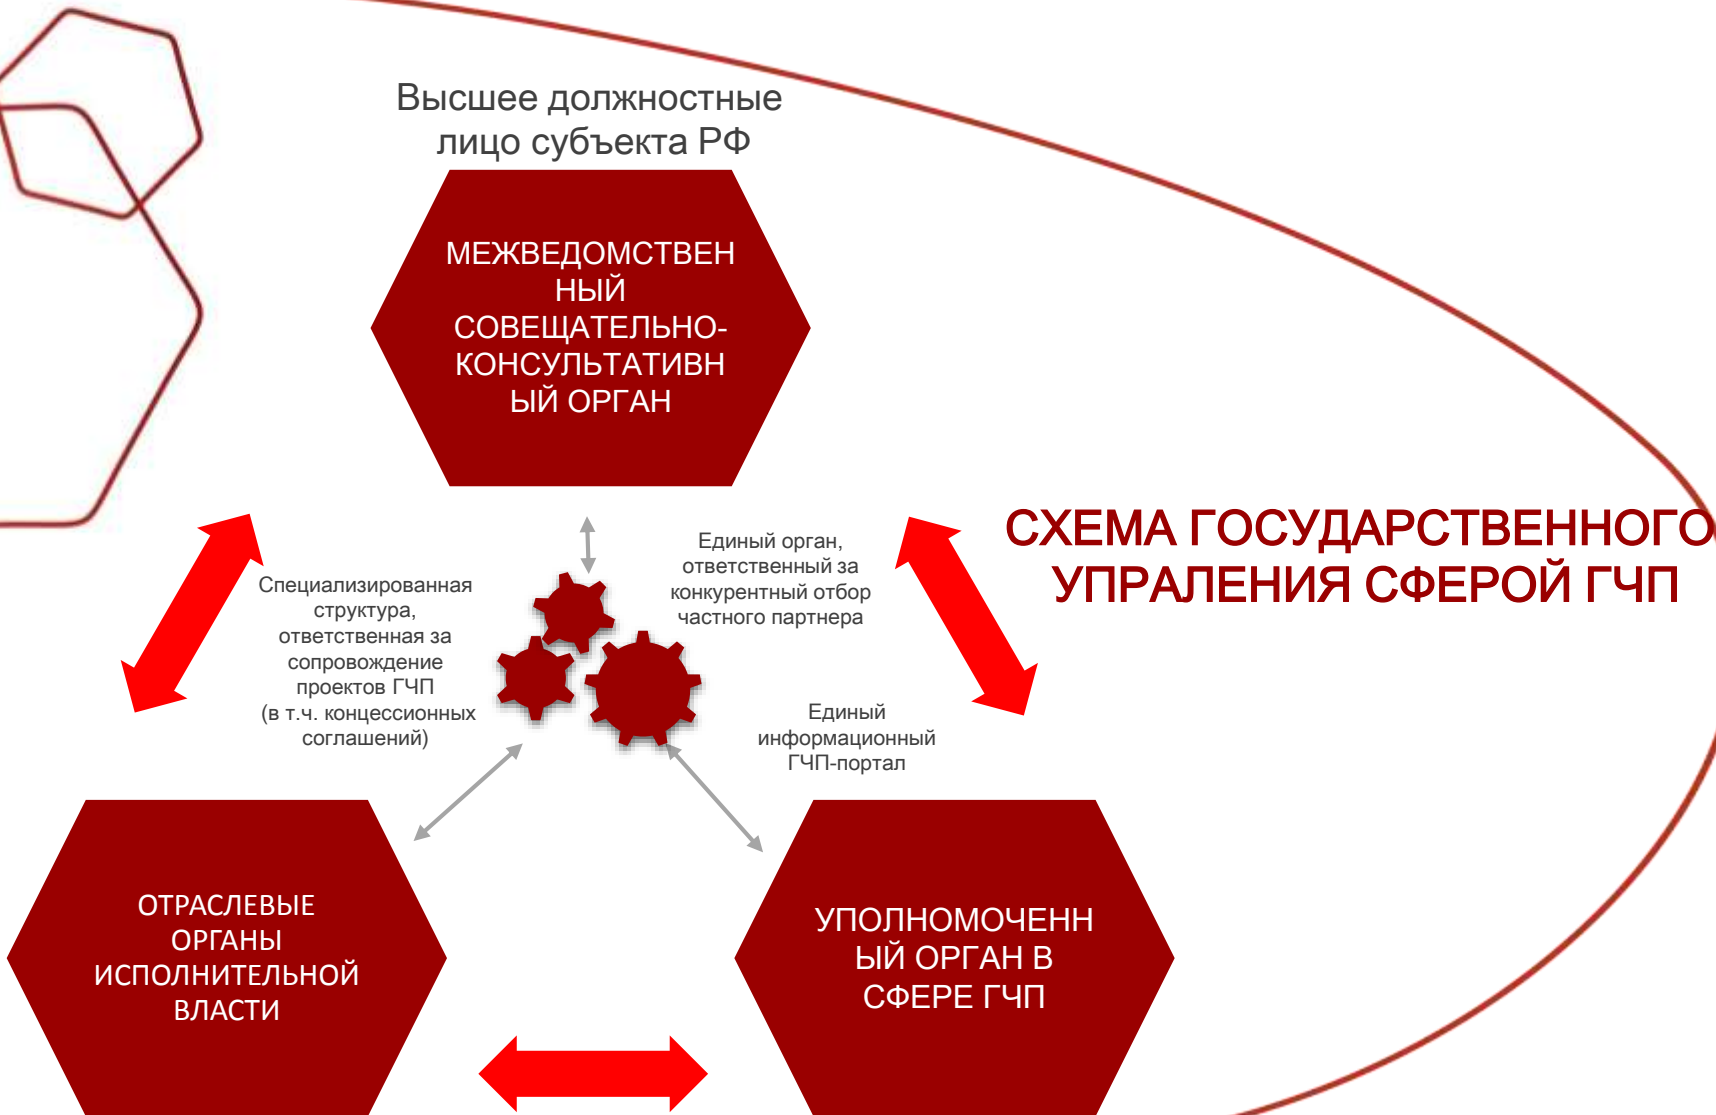 Высшее должностные
лицо субъекта РФ
МЕЖВЕДОМСТВЕН
НЫЙ
СОВЕЩАТЕЛЬНО-
КОНСУЛЬТАТИВН
ЫЙ ОРГАН
СХЕМА ГОСУДАРСТВЕННОГО
УПРАЛЕНИЯ СФЕРОЙ ГЧП
Специализированная
структура,
ответственная за
сопровождение
проектов ГЧП
(в т.ч. концессионных
соглашений)
Единый орган,
ответственный за
конкурентный отбор
частного партнера
Единый
информационный
ГЧП-портал
ОТРАСЛЕВЫЕ
ОРГАНЫ
ИСПОЛНИТЕЛЬНОЙ
ВЛАСТИ
УПОЛНОМОЧЕНН
ЫЙ ОРГАН В
СФЕРЕ ГЧП